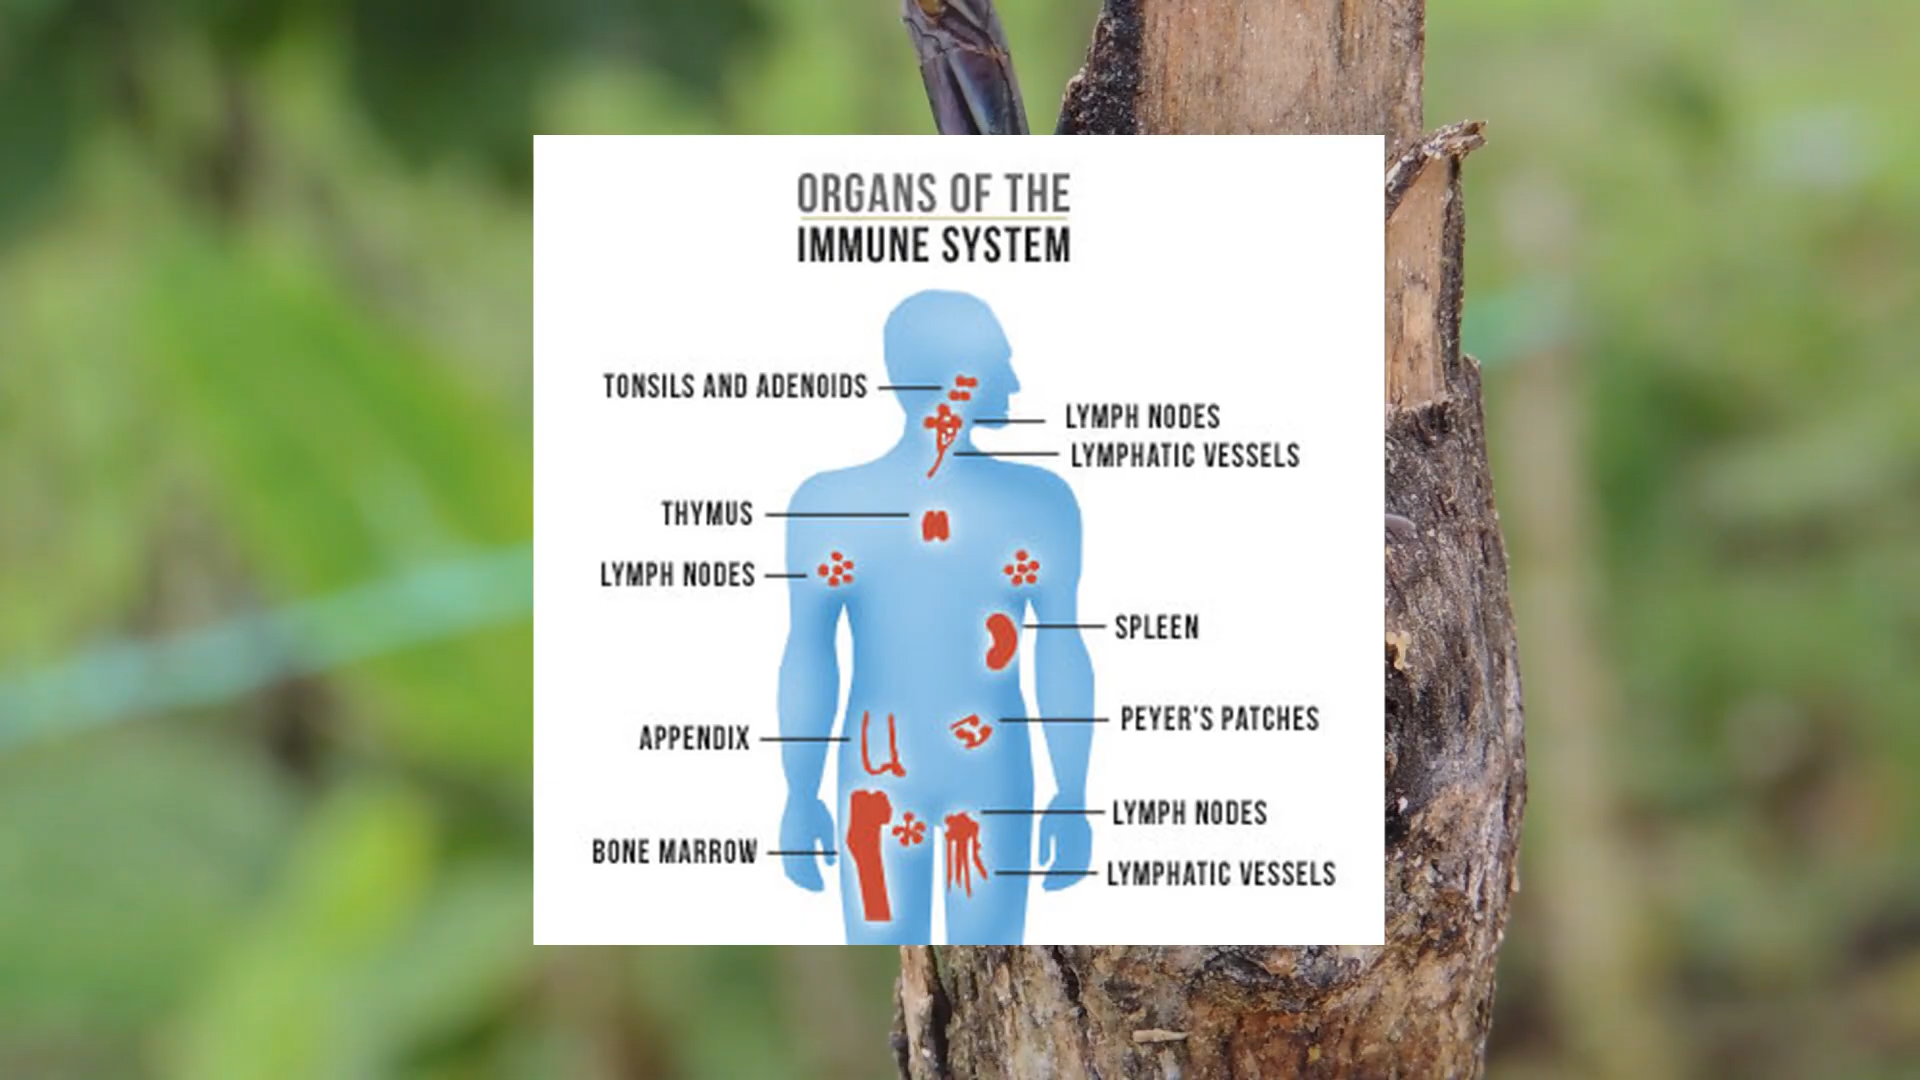 ORGANS OF THE
IMMUNE SYSTEM
TONSILS AND ADENOIDS
LYMPH NODES
LYMPHATIC VESSELS
THYMUS
LYMPH NODES
SPLEEN
PEYER'S PATCHES
APPENDIX
LYMPH NODES
BONE MARROW
LYMPHATIC VESSELS